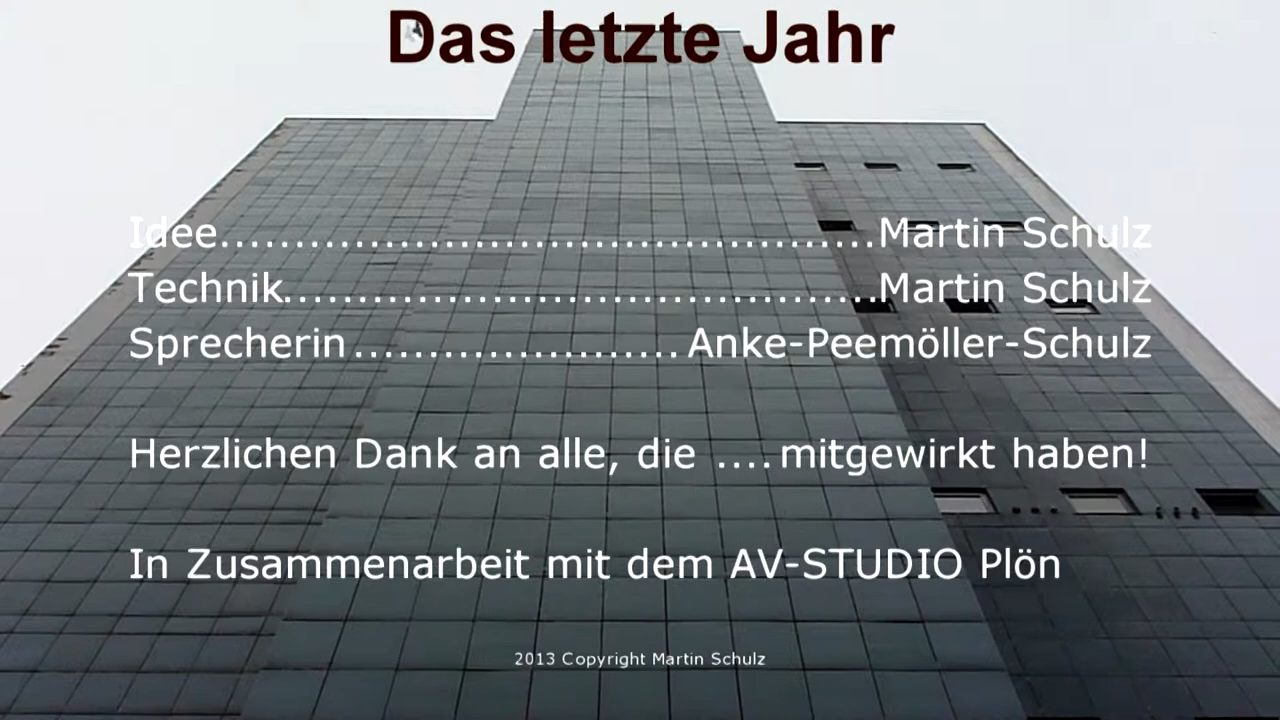 Das letzte Jahr
Idee............................................Martin Schulz
Technik........................................Martin Schulz
Sprecherin......................Anke-Peemöller-Schulz
Herzlichen Dank an alle, die ....mitgewirkt haben!
In Zusammenarbeit mit dem AV-STUDIO Plön
2013 Copyright Martin Schulz